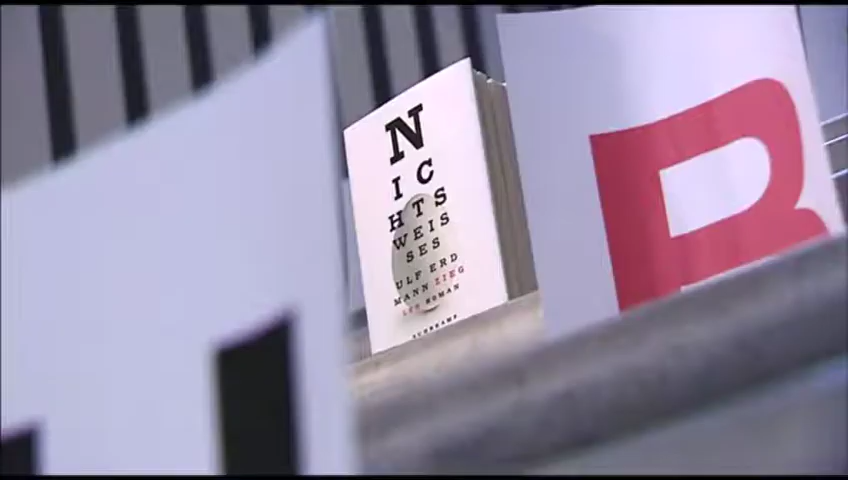 N
IC
HTS
WEIS
SES
ULF ERD
MANN ZIEG
LER ROMAN
SUHRKAMP
B